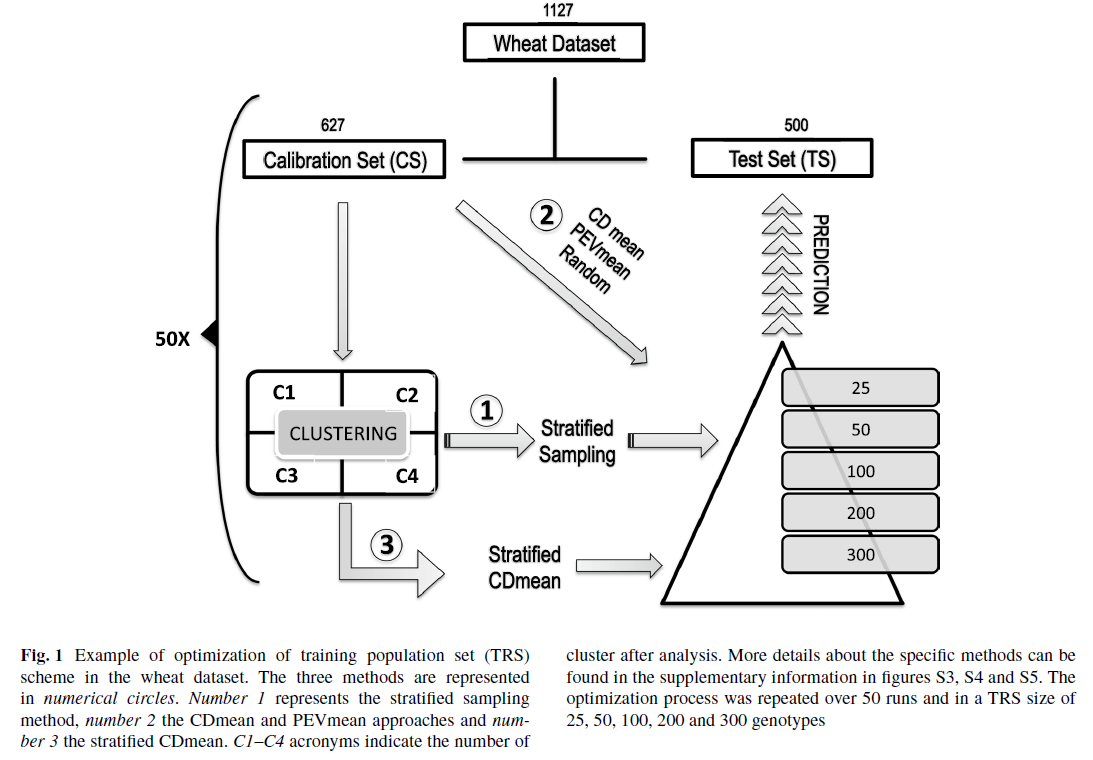 1127
Wheat Dataset
627
500
Calibration Set (CS)
Test Set (TS)
2
CD mean
PEVmean
Random
PREDICTION
50X
C1
C2
CLUSTERING
C3
C4
1
Stratified
Sampling
3
Stratified
CDmean
25
50
100
200
300
Fig. 1 Example of optimization of training population set (TRS)
scheme in the wheat dataset. The three methods are represented
in numerical circles. Number 1 represents the stratified sampling
method, number 2 the CDmean and PEVmean approaches and num-
ber 3 the stratified CDmean. C1–C4 acronyms indicate the number of
cluster after analysis. More details about the specific methods can be
found in the supplementary information in figures S3, S4 and S5. The
optimization process was repeated over 50 runs and in a TRS size of
25, 50, 100, 200 and 300 genotypes